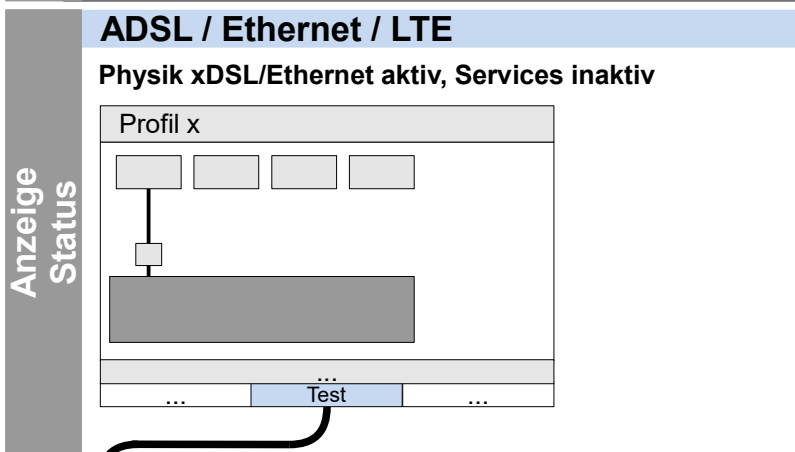 ADSL / Ethernet / LTE
Physik xDSL/Ethernet aktiv, Services inaktiv
Anzeige
Status
Profil x
...
... Test ...